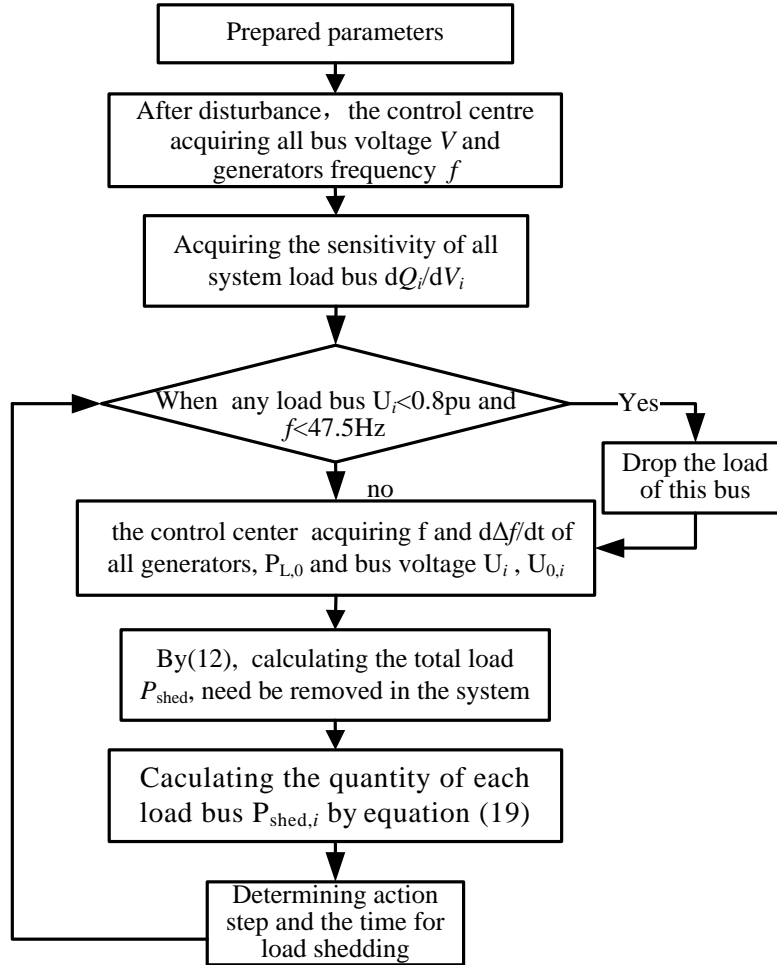 Prepared parameters
After disturbance，the control centre
acquiring all bus voltage V and
generators frequency f
Acquiring the sensitivity of all
system load bus dQi/dVi
When any load bus Ui<0.8pu and
f<47.5Hz
Yes
Drop the load
of this bus
no
the control center acquiring f and dΔf/dt of
all generators, PL,0 and bus voltage Ui , U0,i
By(12), calculating the total load
Pshed, need be removed in the system
Caculating the quantity of each
load bus Pshed,i by equation (19)
Determining action
step and the time for
load shedding